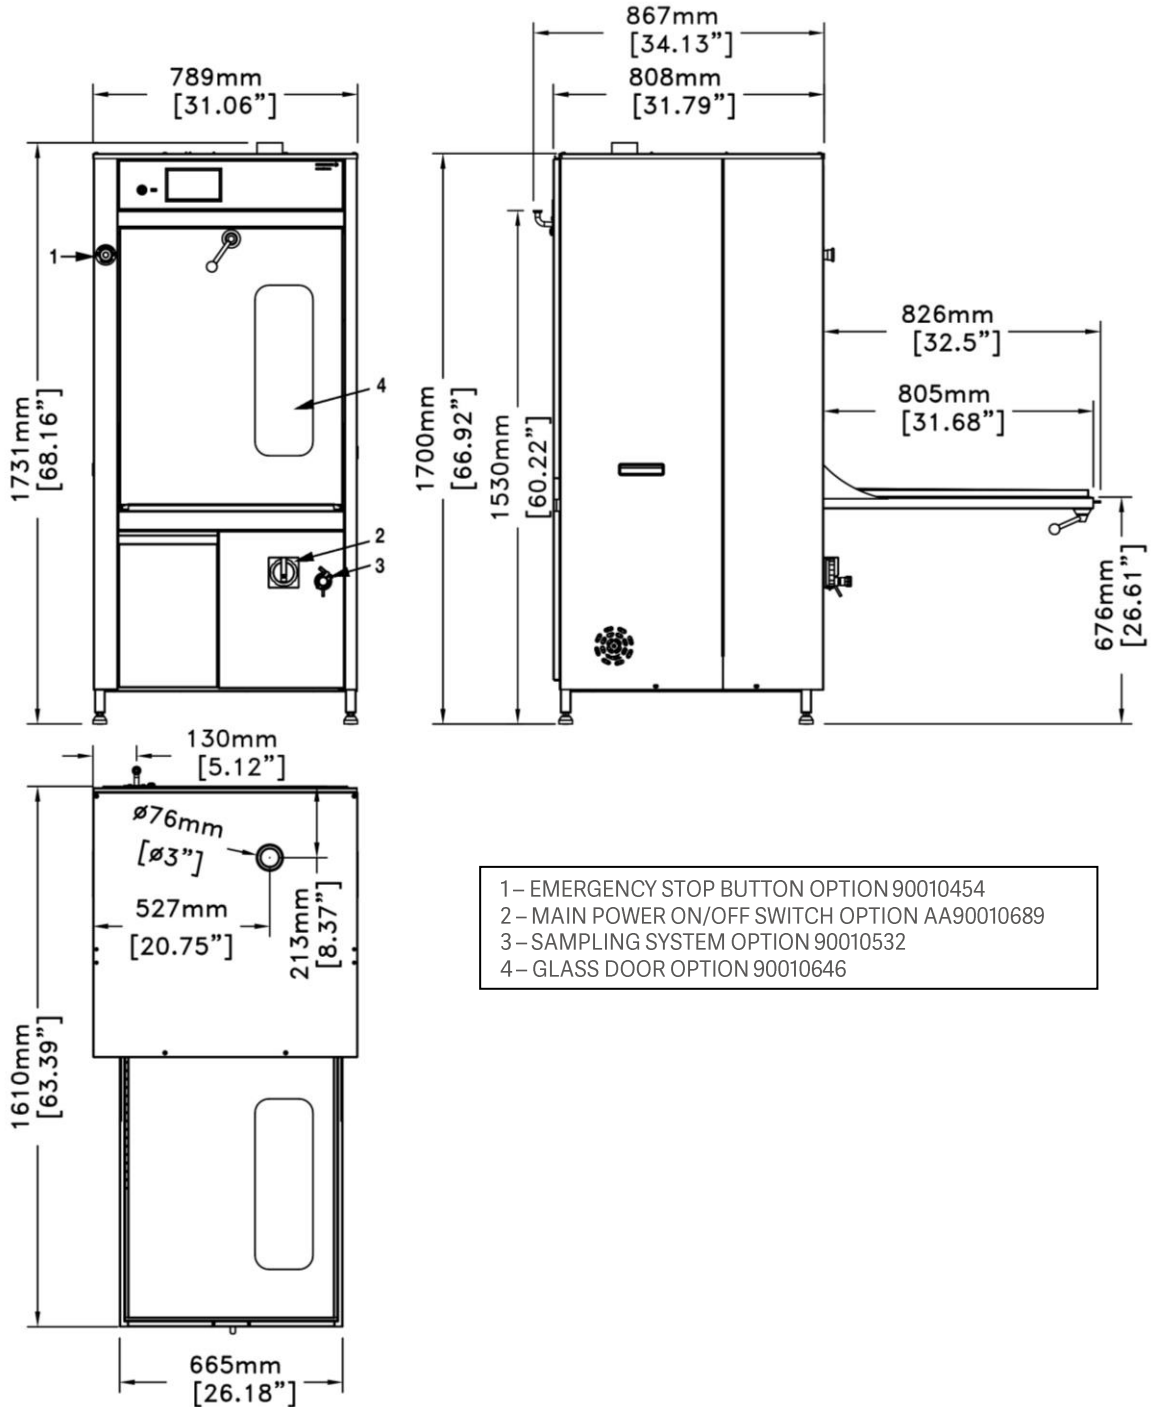 867mm
[34.13”]
789mm
[31.06”]
808mm
[31.79”]
1
826mm
[32.5”]
4
805mm
[31.68”]
1731mm
[68.16”]
1700mm
[66.92”]
1530mm
[60.22”]
2
3
676mm
[26.61”]
130mm
[5.12”]
ø76mm
[ø3”]
527mm
[20.75”]
213mm
[8.37”]
1 – EMERGENCY STOP BUTTON OPTION 90010454
2 – MAIN POWER ON/OFF SWITCH OPTION AA90010689
3 – SAMPLING SYSTEM OPTION 90010532
4 – GLASS DOOR OPTION 90010646
1610mm
[63.39”]
665mm
[26.18”]